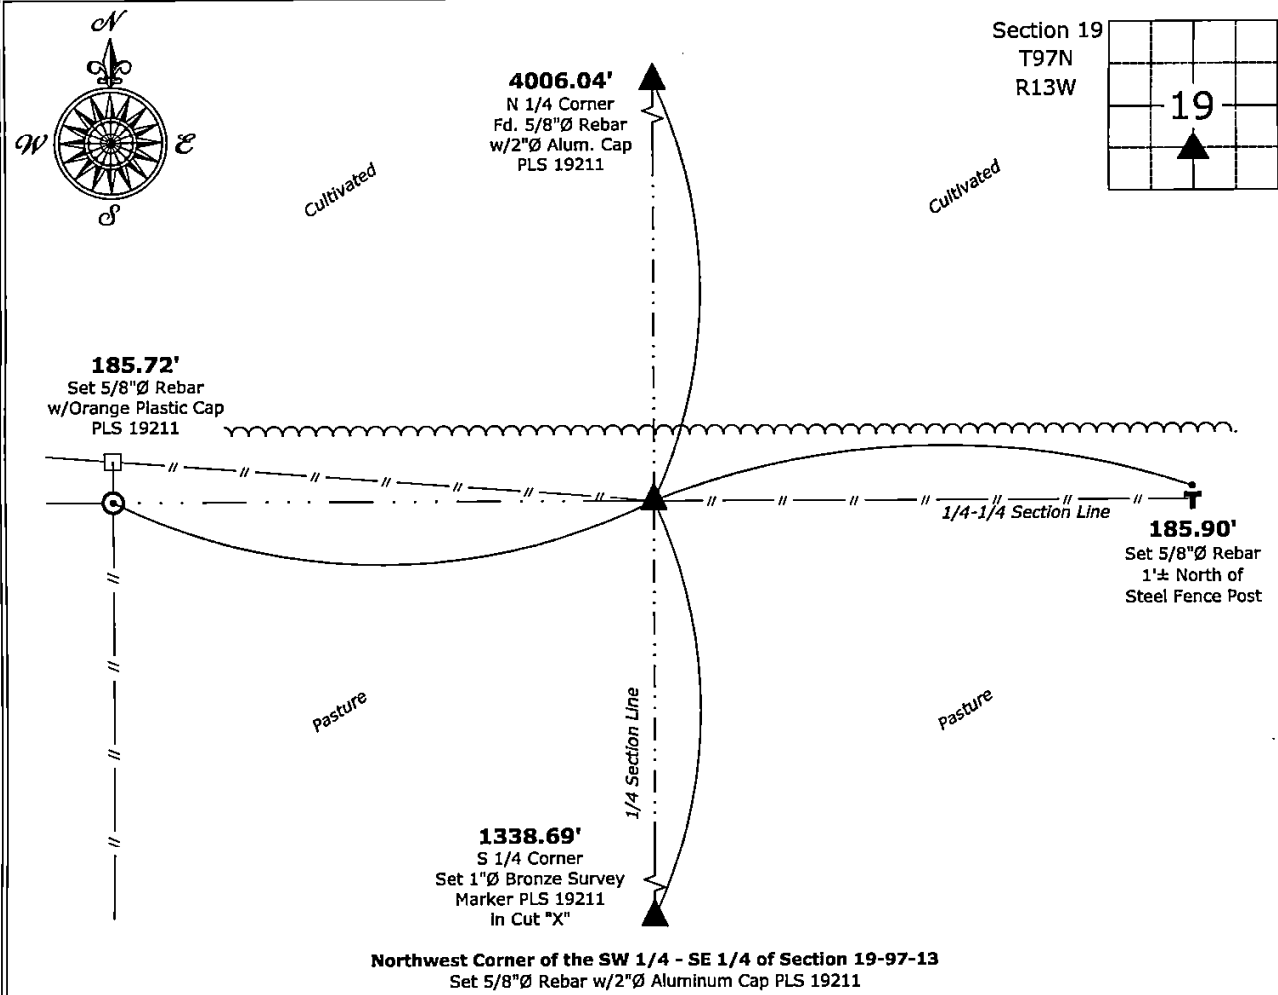 N
W
E
S
Section 19
T97N
R13W
19
4006.04'
N 1/4 Corner
Fd. 5/8"Ø Rebar
w/2"Ø Alum. Cap
PLS 19211
Cultivated
Cultivated
185.72'
Set 5/8"Ø Rebar
w/Orange Plastic Cap
PLS 19211
1/4-1/4 Section Line
185.90'
Set 5/8"Ø Rebar
1'± North of
Steel Fence Post
Pasture
Pasture
1/4 Section Line
1338.69'
S 1/4 Corner
Set 1"Ø Bronze Survey
Marker PLS 19211
in Cut "X"
Northwest Corner of the SW 1/4 - SE 1/4 of Section 19-97-13
Set 5/8"Ø Rebar w/2"Ø Aluminum Cap PLS 19211